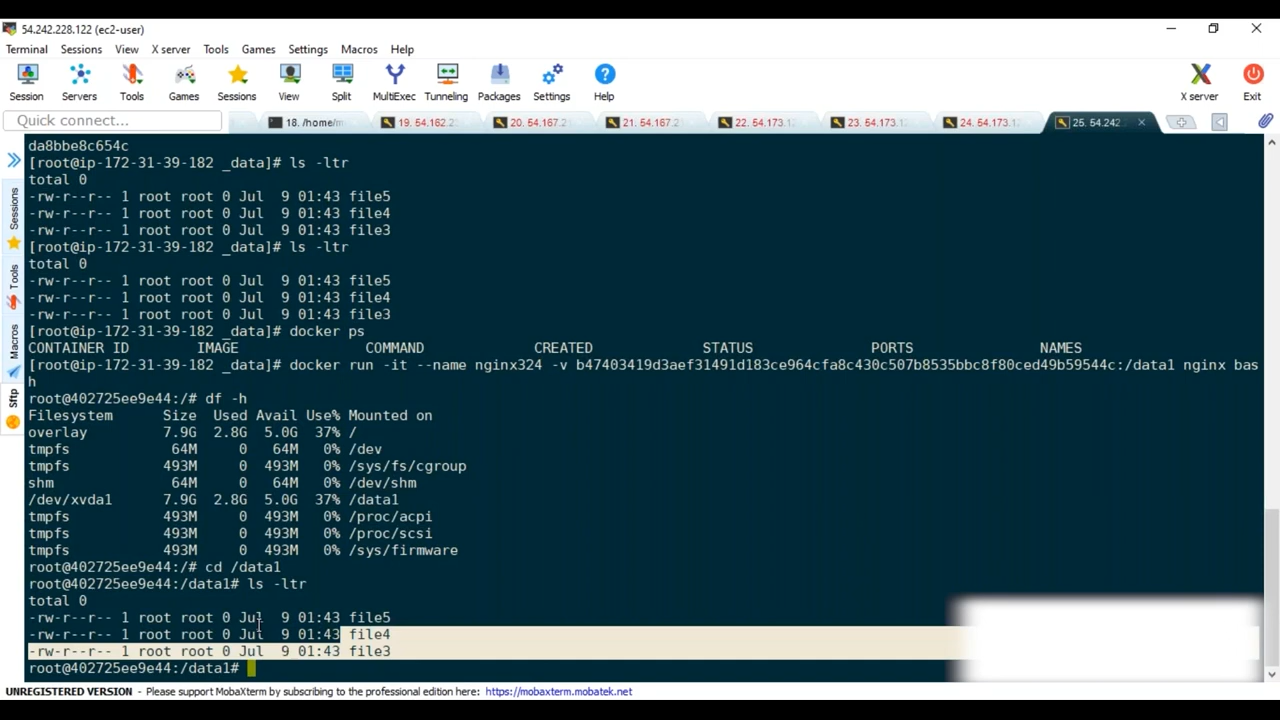 54.242.228.122 (ec2-user)
Terminal Sessions View X server Tools Games Settings Macros Help
Session Servers Tools Games Sessions View Split MultiExec Tunneling Packages Settings Help X server Exit
Quick connect... 18. /home/m 19. 54.162.2 20. 54.167.2 21. 54.167.2 22. 54.173.1 23. 54.173.1 24. 54.173.1 25. 54.242.
Sessions
Tools
Macros
Sftp
da8bbe8c654c
[root@ip-172-31-39-182 _data]# ls -ltr
total 0
-rw-r--r-- 1 root root 0 Jul  9 01:43 file5
-rw-r--r-- 1 root root 0 Jul  9 01:43 file4
-rw-r--r-- 1 root root 0 Jul  9 01:43 file3
[root@ip-172-31-39-182 _data]# ls -ltr
total 0
-rw-r--r-- 1 root root 0 Jul  9 01:43 file5
-rw-r--r-- 1 root root 0 Jul  9 01:43 file4
-rw-r--r-- 1 root root 0 Jul  9 01:43 file3
[root@ip-172-31-39-182 _data]# docker ps
CONTAINER ID        IMAGE               COMMAND             CREATED             STATUS              PORTS               NAMES
[root@ip-172-31-39-182 _data]# docker run -it --name nginx324 -v b47403419d3aef31491d183ce964cfa8c430c507b8535bbc8f80ced49b59544c:/data1 nginx bas
h
root@402725ee9e44:/# df -h
Filesystem      Size  Used Avail Use% Mounted on
overlay         7.9G  2.8G  5.0G  37% /
tmpfs            64M     0   64M   0% /dev
tmpfs           493M     0  493M   0% /sys/fs/cgroup
shm              64M     0   64M   0% /dev/shm
/dev/xvda1      7.9G  2.8G  5.0G  37% /data1
tmpfs           493M     0  493M   0% /proc/acpi
tmpfs           493M     0  493M   0% /proc/scsi
tmpfs           493M     0  493M   0% /sys/firmware
root@402725ee9e44:/# cd /data1
root@402725ee9e44:/data1# ls -ltr
total 0
-rw-r--r-- 1 root root 0 Jul  9 01:43 file5
-rw-r--r-- 1 root root 0 Jul  9 01:43 file4
-rw-r--r-- 1 root root 0 Jul  9 01:43 file3
root@402725ee9e44:/data1#
UNREGISTERED VERSION - Please support MobaXterm by subscribing to the professional edition here: https://mobaxterm.mobatek.net